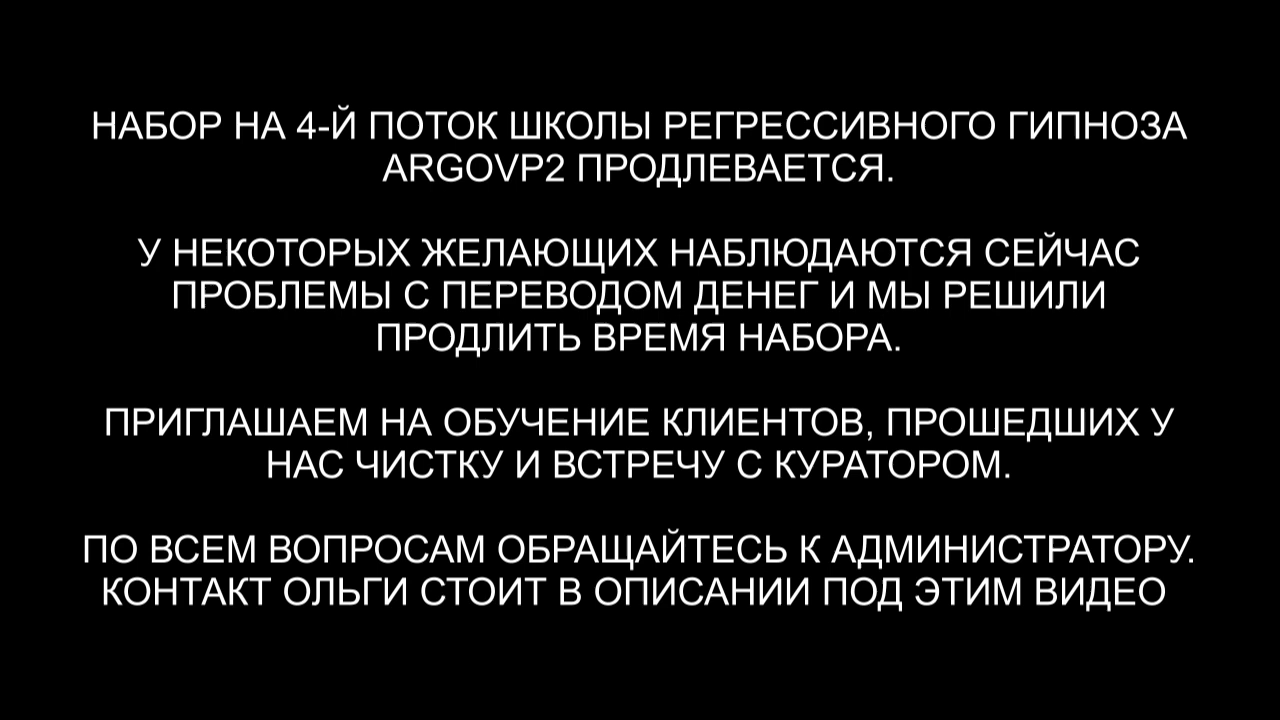 НАБОР НА 4-Й ПОТОК ШКОЛЫ РЕГРЕССИВНОГО ГИПНОЗА
ARGOVP2 ПРОДЛЕВАЕТСЯ.
У НЕКОТОРЫХ ЖЕЛАЮЩИХ НАБЛЮДАЮТСЯ СЕЙЧАС
ПРОБЛЕМЫ С ПЕРЕВОДОМ ДЕНЕГ И МЫ РЕШИЛИ
ПРОДЛИТЬ ВРЕМЯ НАБОРА.
ПРИГЛАШАЕМ НА ОБУЧЕНИЕ КЛИЕНТОВ, ПРОШЕДШИХ У
НАС ЧИСТКУ И ВСТРЕЧУ С КУРАТОРОМ.
ПО ВСЕМ ВОПРОСАМ ОБРАЩАЙТЕСЬ К АДМИНИСТРАТОРУ.
КОНТАКТ ОЛЬГИ СТОИТ В ОПИСАНИИ ПОД ЭТИМ ВИДЕО